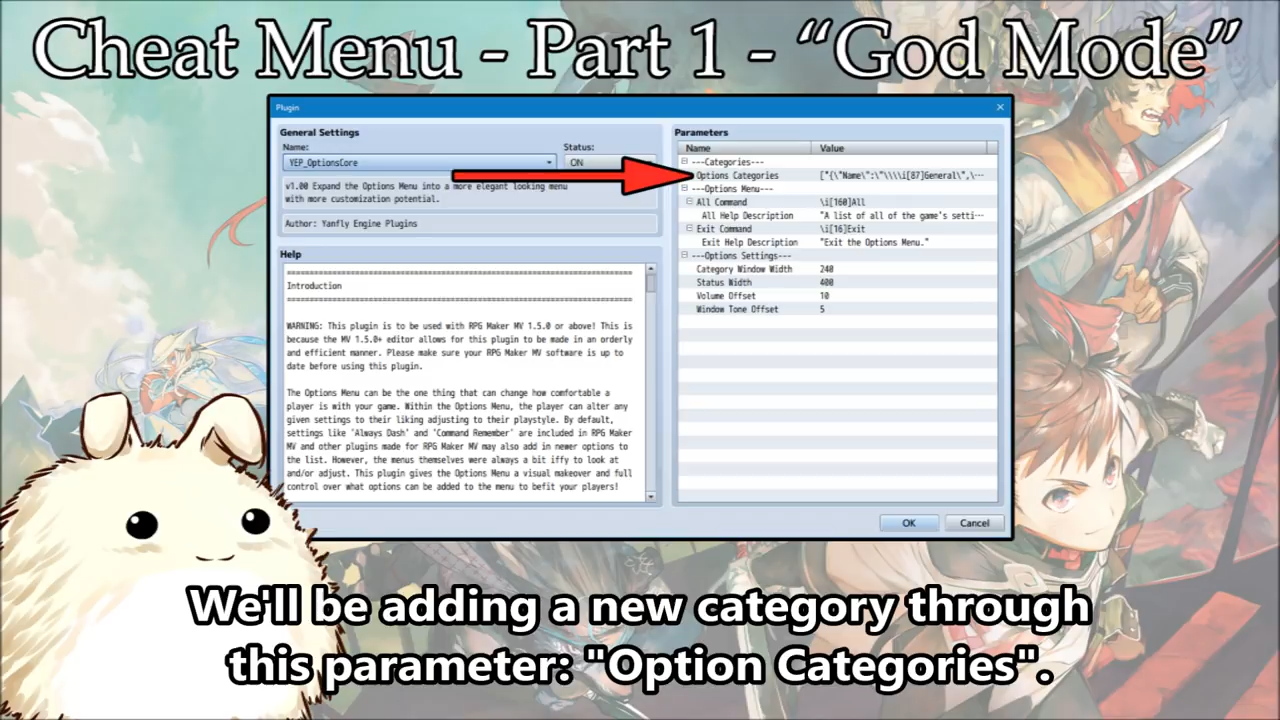 Cheat Menu - Part 1 - “God Mode”
Plugin
General Settings
Name:
Status:
YEP_OptionsCore
ON
v1.00 Expand the Options Menu into a more elegant looking menu
with more customization potential.
Author: Yanfly Engine Plugins
Help
================================================================================
Introduction
================================================================================
WARNING: This plugin is to be used with RPG Maker MV 1.5.0 or above! This is
because the MV 1.5.0+ editor allows for this plugin to be made in an orderly
and efficient manner. Please make sure your RPG Maker MV software is up to
date before using this plugin.
The Options Menu can be the one thing that can change how comfortable a
player is with your game. Within the Options Menu, the player can alter any
given settings to their liking adjusting to their playstyle. By default,
settings like 'Always Dash' and 'Command Remember' are included in RPG Maker
MV and other plugins made for RPG Maker MV may also add in newer options to
the list. However, the menus themselves were always a bit iffy to look at
and/or adjust. This plugin gives the Options Menu a visual makeover and full
control over what options can be added to the menu to befit your players!
Parameters
Name Value
---Categories---
Options Categories ["{\"Name\":\"\\\\i[87]General\",\···
---Options Menu---
All Command \i[160]All
All Help Description "A list of all of the game's setti···
Exit Command \i[16]Exit
Exit Help Description "Exit the Options Menu."
---Options Settings---
Category Window Width 240
Status Width 400
Volume Offset 10
Window Tone Offset 5
OK Cancel
We'll be adding a new category through
this parameter: "Option Categories".